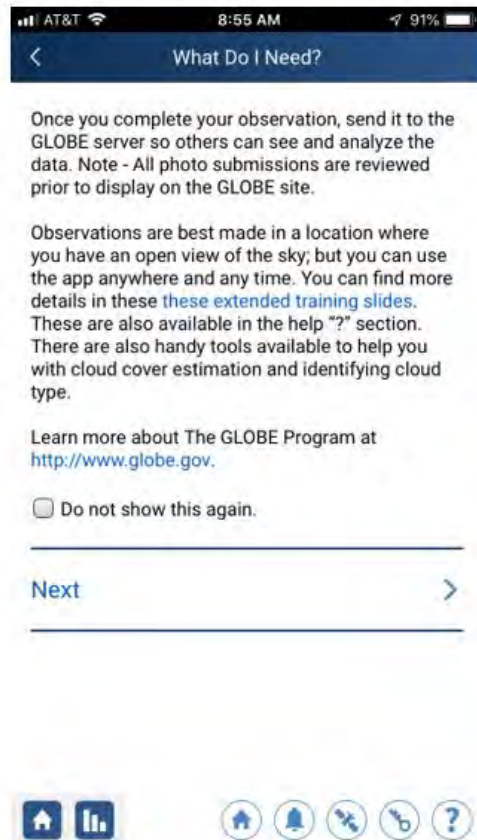 AT&T 8:55 AM 91%
What Do I Need?
Once you complete your observation, send it to the
GLOBE server so others can see and analyze the
data. Note - All photo submissions are reviewed
prior to display on the GLOBE site.
Observations are best made in a location where
you have an open view of the sky; but you can use
the app anywhere and any time. You can find more
details in these these extended training slides.
These are also available in the help “?” section.
There are also handy tools available to help you
with cloud cover estimation and identifying cloud
type.
Learn more about The GLOBE Program at
http://www.globe.gov.
Do not show this again.
Next
?